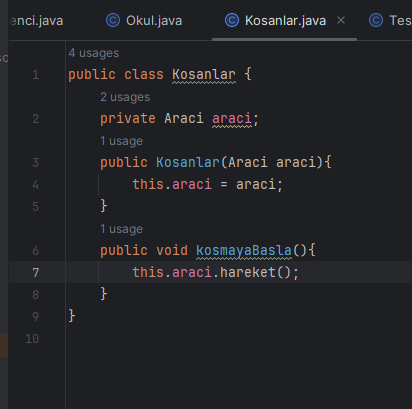 enci.java Okul.java Kosanlar.java Tes
4 usages
1 public class Kosanlar {
2 usages
2 private Araci araci;
1 usage
3 public Kosanlar(Araci araci){
4 this.araci = araci;
5 }
1 usage
6 public void kosmayaBasla(){
7 this.araci.hareket();
8 }
9 }
10